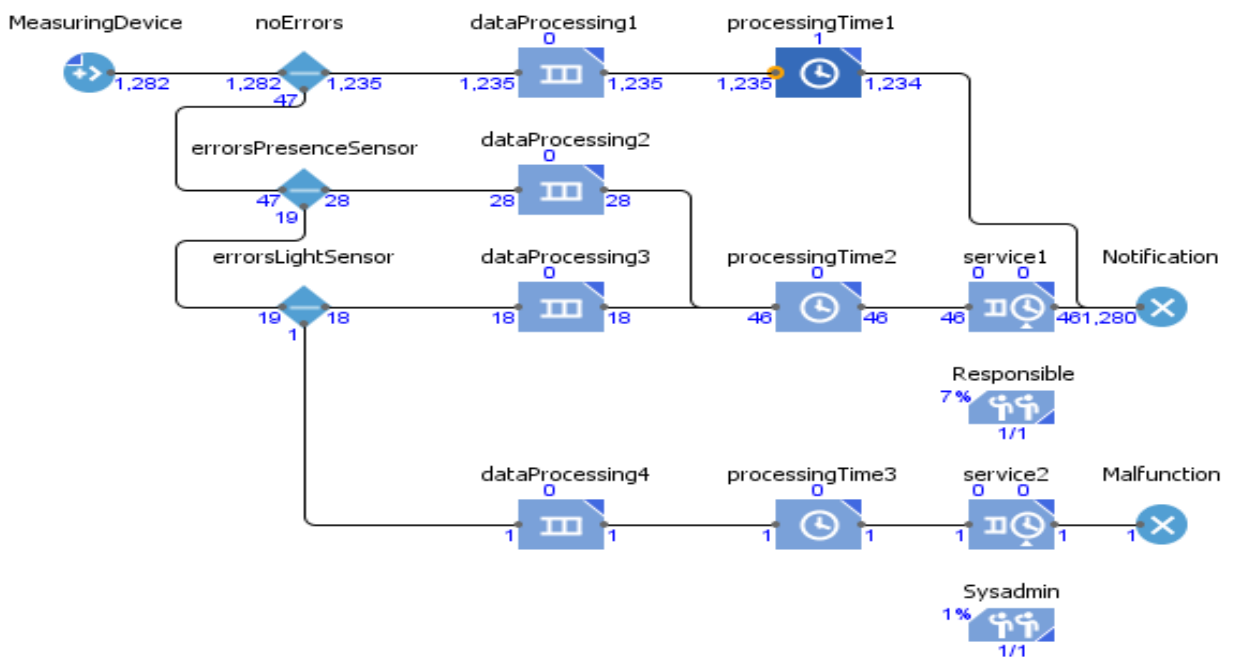 MeasuringDevice noErrors dataProcessing1 processingTime1
0 1
1,282 1,282 1,235 1,235 1,235 1,235 1,234
47
errorsPresenceSensor dataProcessing2
0
47 28 28 28
19
errorsLightSensor dataProcessing3 processingTime2 service1 Notification
0 0 0 0
19 18 18 18 46 46 46 46 1,280
1
Responsible
7%
1/1
dataProcessing4 processingTime3 service2 Malfunction
0 0 0 0
1 1 1 1 1 1 1
Sysadmin
1%
1/1